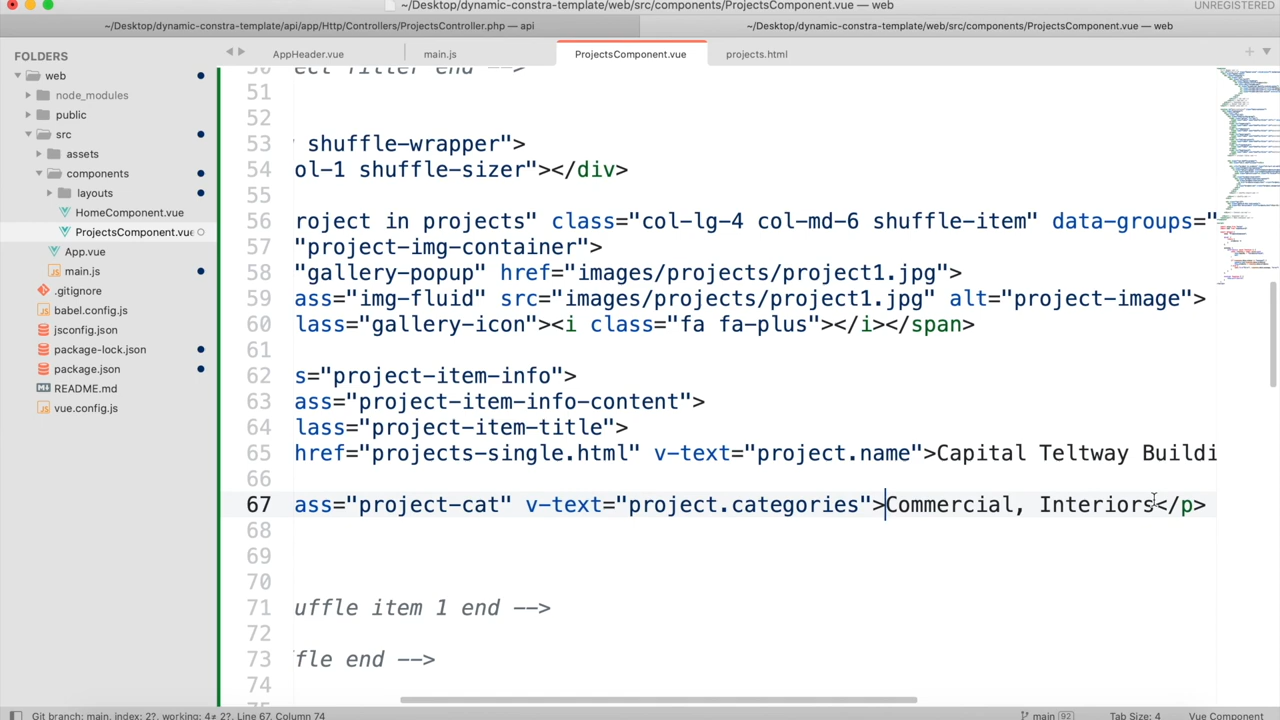 ~/Desktop/dynamic-constra-template/web/src/components/ProjectsComponent.vue — web
UNREGISTERED
~/Desktop/dynamic-constra-template/api/app/Http/Controllers/ProjectsController.php — api
~/Desktop/dynamic-constra-template/web/src/components/ProjectsComponent.vue — web
FOLDERS
web
node_modules
public
src
assets
components
layouts
HomeComponent.vue
ProjectsComponent.vue
App.vue
main.js
.gitignore
babel.config.js
jsconfig.json
package-lock.json
package.json
README.md
vue.config.js
AppHeader.vue
main.js
ProjectsComponent.vue
projects.html
50 ect filter end -->
51
52
53 shuffle-wrapper">
54 ol-1 shuffle-sizer"></div>
55
56 roject in projects" class="col-lg-4 col-md-6 shuffle-item" data-groups="
57 "project-img-container">
58 "gallery-popup" href="images/projects/project1.jpg">
59 ass="img-fluid" src="images/projects/project1.jpg" alt="project-image">
60 lass="gallery-icon"><i class="fa fa-plus"></i></span>
61
62 s="project-item-info">
63 ass="project-item-info-content">
64 lass="project-item-title">
65 href="projects-single.html" v-text="project.name">Capital Teltway Buildi
66
67 ass="project-cat" v-text="project.categories">Commercial, Interiors</p>
68
69
70
71 uffle item 1 end -->
72
73 fle end -->
74
Git branch: main, index: 2?, working: 4≠ 2?, Line 67, Column 74
main 92
Tab Size: 4
Vue Component